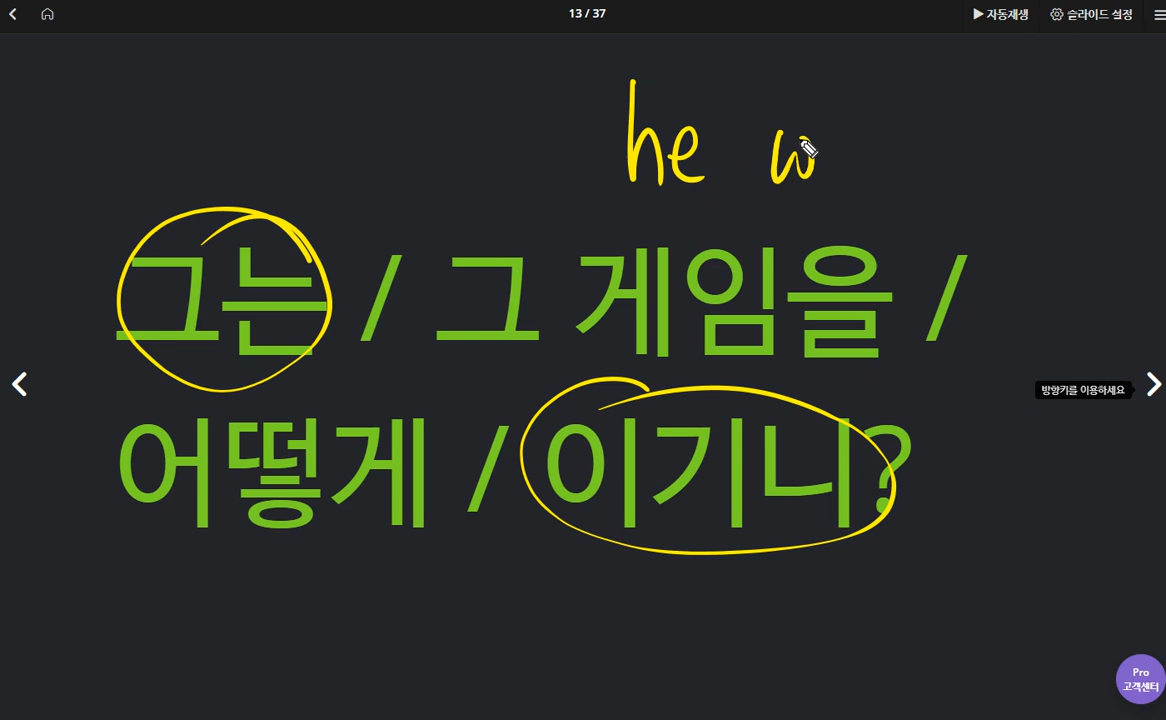 13 / 37
자동재생
슬라이드 설정
he w
그는 / 그 게임을 /
방향키를 이용하세요
어떻게 / 이기니?
Pro
고객센터